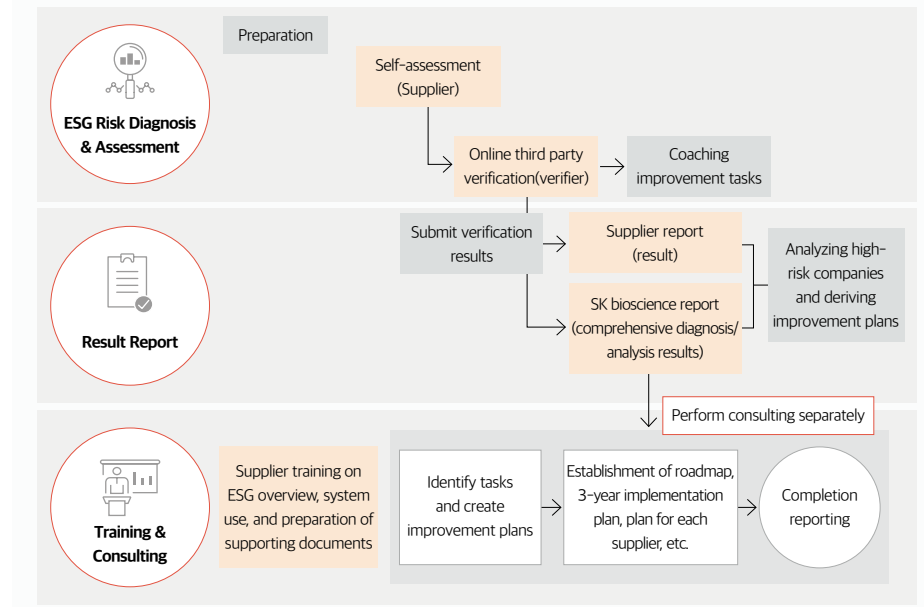 ESG Risk Diagnosis
& Assessment
Preparation
Self-assessment
(Supplier)
Online third party
verification(verifier)
Coaching
improvement tasks
Result Report
Submit verification
results
Supplier report
(result)
SK bioscience report
(comprehensive diagnosis/
analysis results)
Analyzing high-
risk companies
and deriving
improvement plans
Training &
Consulting
Supplier training on
ESG overview, system
use, and preparation of
supporting documents
Perform consulting separately
Identify tasks
and create
improvement plans
Establishment of roadmap,
3-year implementation
plan, plan for each
supplier, etc.
Completion
reporting